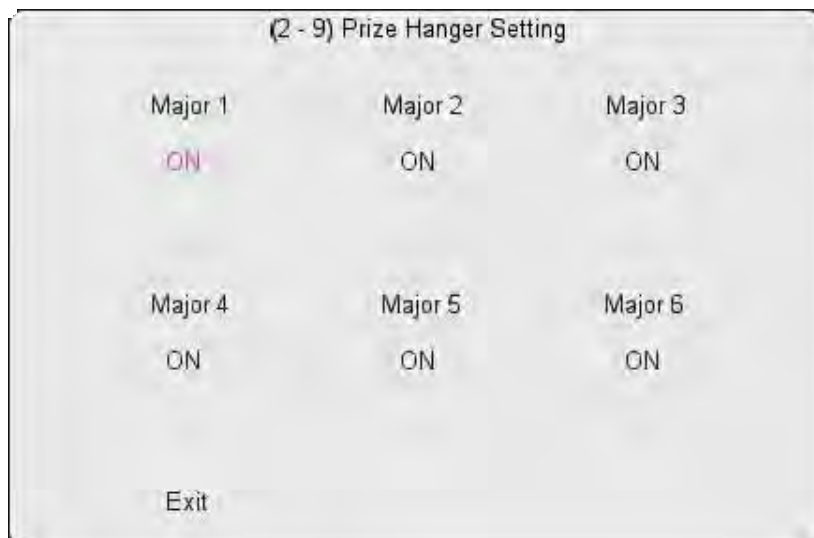 (2 - 9) Prize Hanger Setting
Major 1 Major 2 Major 3
ON ON ON
Major 4 Major 5 Major 6
ON ON ON
Exit